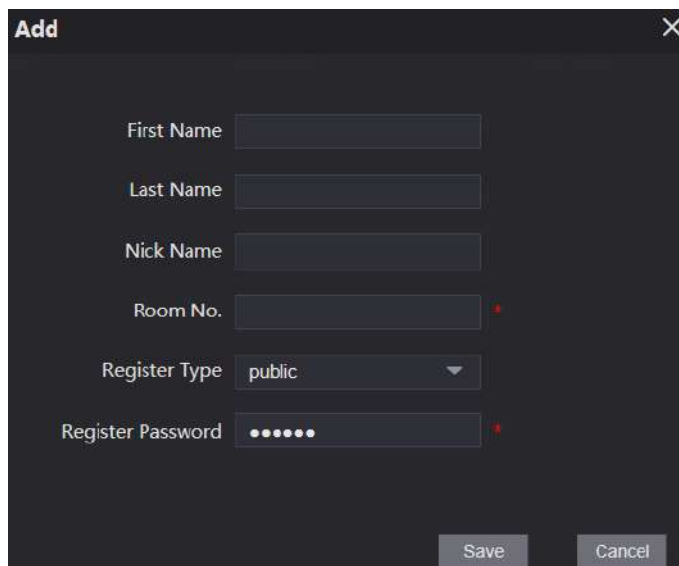 Add
First Name
Last Name
Nick Name
Room No. *
Register Type public
Register Password •••••• *
Save Cancel